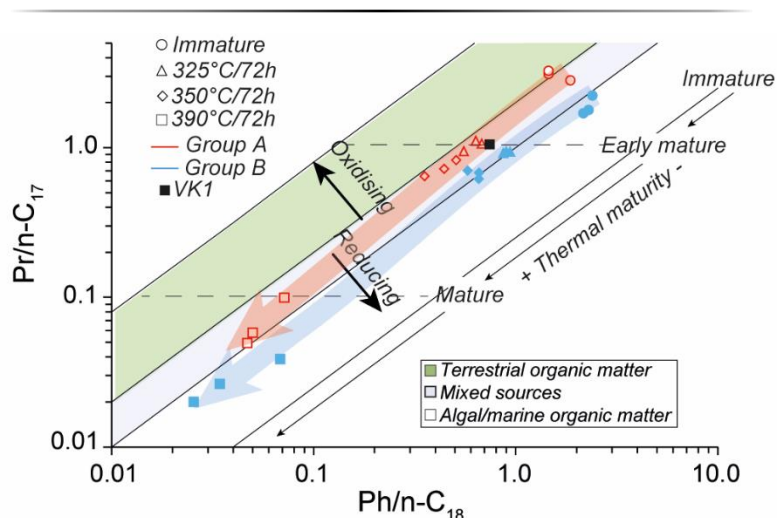 Immature
325°C/72h
350°C/72h
390°C/72h
Group A
Group B
VK1
Oxidising
Reducing
Immature
Early mature
+ Thermal maturity -
Mature
Terrestrial organic matter
Mixed sources
Algal/marine organic matter
Pr/n-C17
1.0
0.1
0.01
0.01
0.1
1.0
10.0
Ph/n-C18